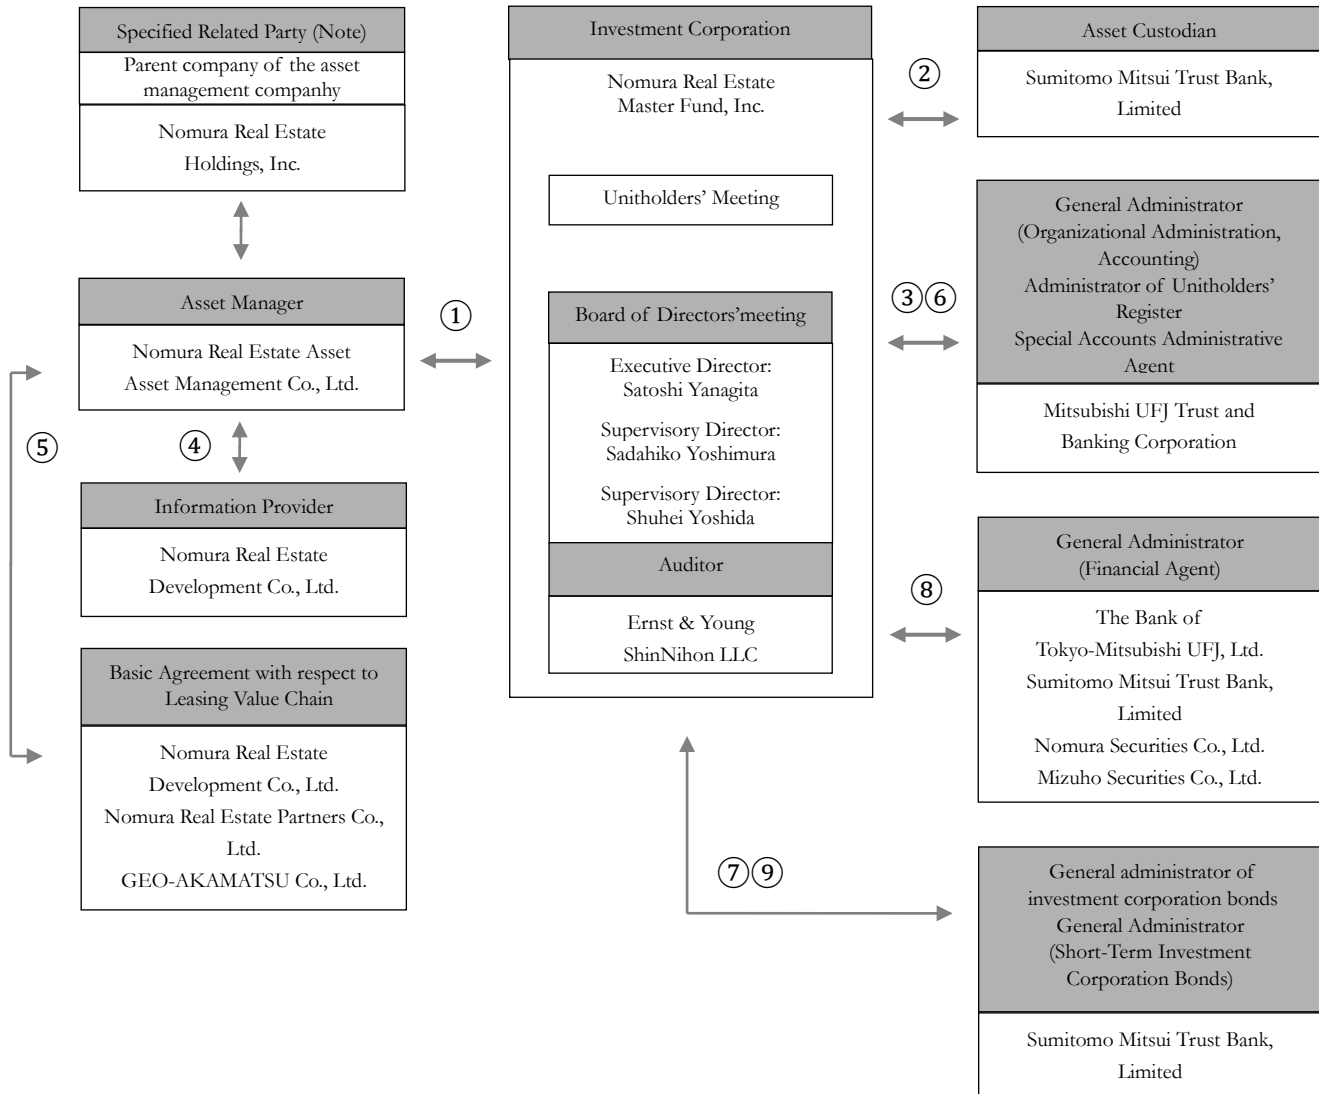 Specified Related Party (Note)
Parent company of the asset
management companhy
Nomura Real Estate
Holdings, Inc.
Asset Manager
Nomura Real Estate Asset
Asset Management Co., Ltd.
①
⑤
④
Information Provider
Nomura Real Estate
Development Co., Ltd.
Basic Agreement with respect to
Leasing Value Chain
Nomura Real Estate
Development Co., Ltd.
Nomura Real Estate Partners Co.,
Ltd.
GEO-AKAMATSU Co., Ltd.
Investment Corporation
Nomura Real Estate
Master Fund, Inc.
Unitholders' Meeting
Board of Directors'meeting
Executive Director:
Satoshi Yanagita
Supervisory Director:
Sadahiko Yoshimura
Supervisory Director:
Shuhei Yoshida
Auditor
Ernst & Young
ShinNihon LLC
②
Asset Custodian
Sumitomo Mitsui Trust Bank,
Limited
③⑥
General Administrator
(Organizational Administration,
Accounting)
Administrator of Unitholders'
Register
Special Accounts Administrative
Agent
Mitsubishi UFJ Trust and
Banking Corporation
⑧
General Administrator
(Financial Agent)
The Bank of
Tokyo-Mitsubishi UFJ, Ltd.
Sumitomo Mitsui Trust Bank,
Limited
Nomura Securities Co., Ltd.
Mizuho Securities Co., Ltd.
⑦⑨
General administrator of
investment corporation bonds
General Administrator
(Short-Term Investment
Corporation Bonds)
Sumitomo Mitsui Trust Bank,
Limited